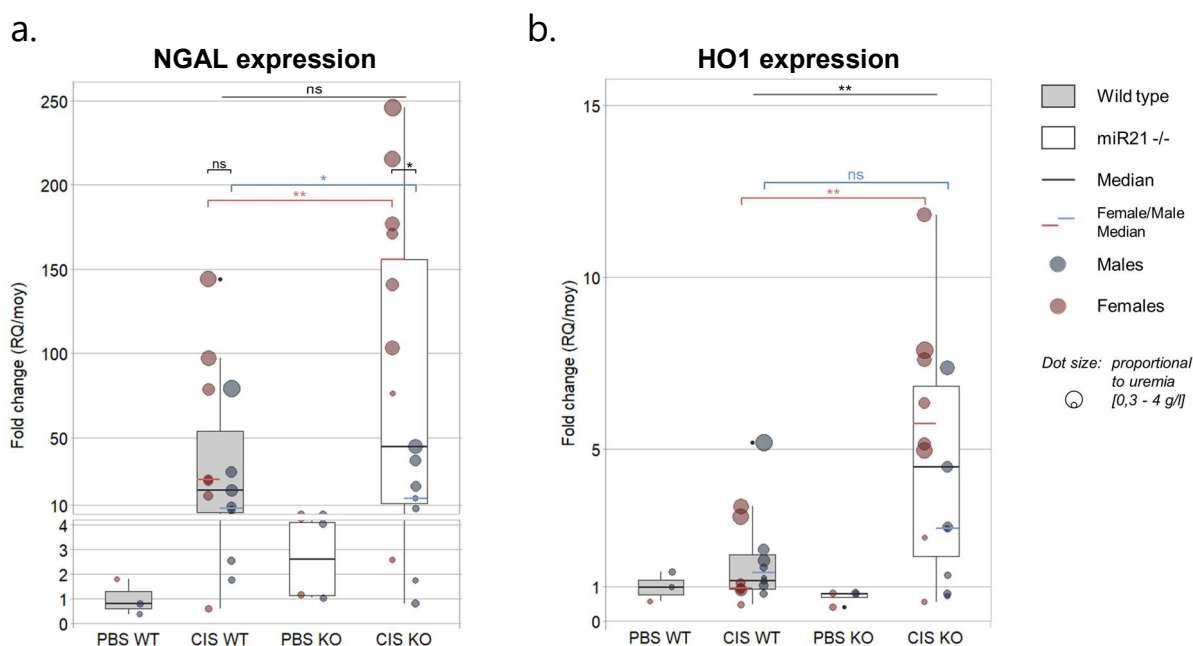 a.
NGAL expression
Fold change (RQ/moy)
250
200
150
100
50
10
4
3
2
1
0
ns
ns
*
*
**
PBS WT
CIS WT
PBS KO
CIS KO
b.
HO1 expression
Fold change (RQ/moy)
15
10
5
1
0
**
ns
**
PBS WT
CIS WT
PBS KO
CIS KO
Wild type
miR21 -/-
Median
Female/Male
Median
Males
Females
Dot size: proportional
to uremia
[0,3 - 4 g/l]